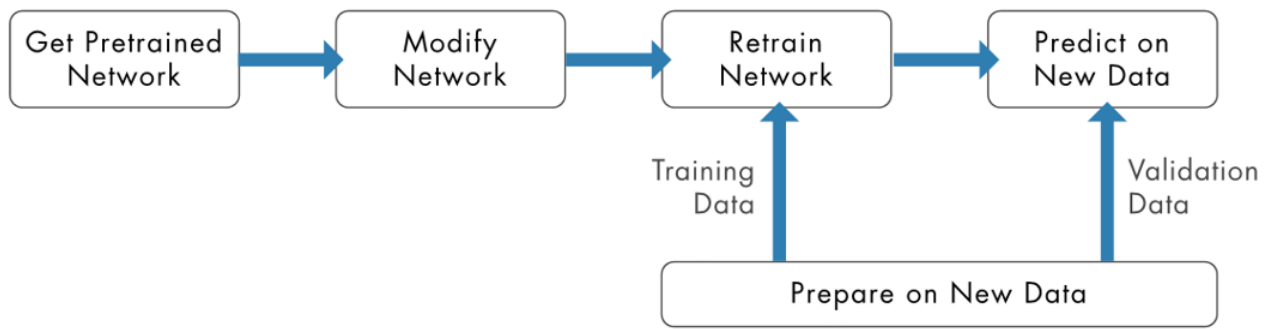 Get Pretrained
Network
Modify
Network
Retrain
Network
Predict on
New Data
Training
Data
Validation
Data
Prepare on New Data